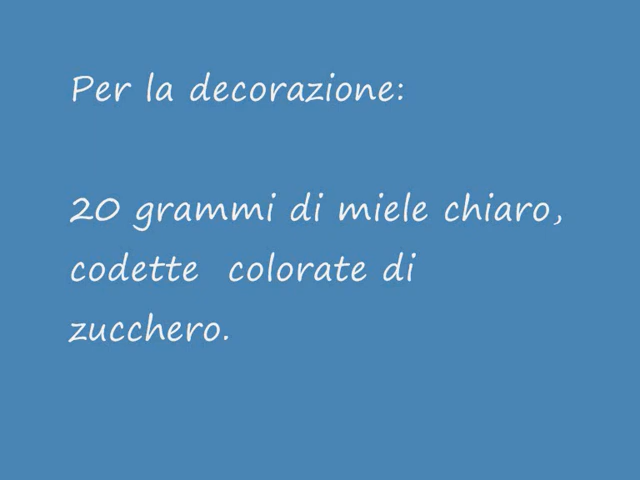 Per la decorazione:
20 grammi di miele chiaro,
codette colorate di
zucchero.